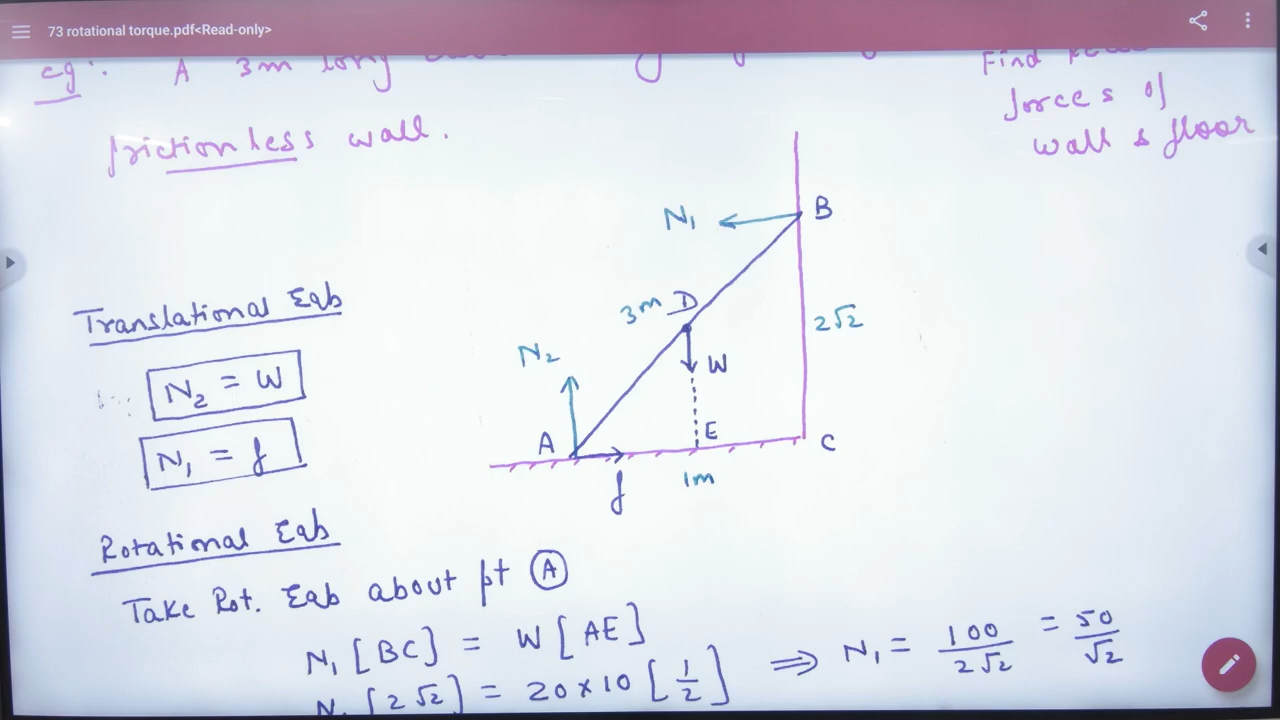 73 rotational torque.pdf<Read-only>
eg: A 3m long
Find
forces of
wall & floor
frictionless wall.
N₁
B
3m D
2√2
Translational Eqb
N₂
W
N₂ = W
A
E
C
N₁ = f
f
1m
Rotational Eqb
Take Rot. Eqb about pt (A)
N₁ [BC] = W [AE]
N₁ [2√2] = 20×10 [1/2] ⇒ N₁ = 100/2√2 = 50/√2